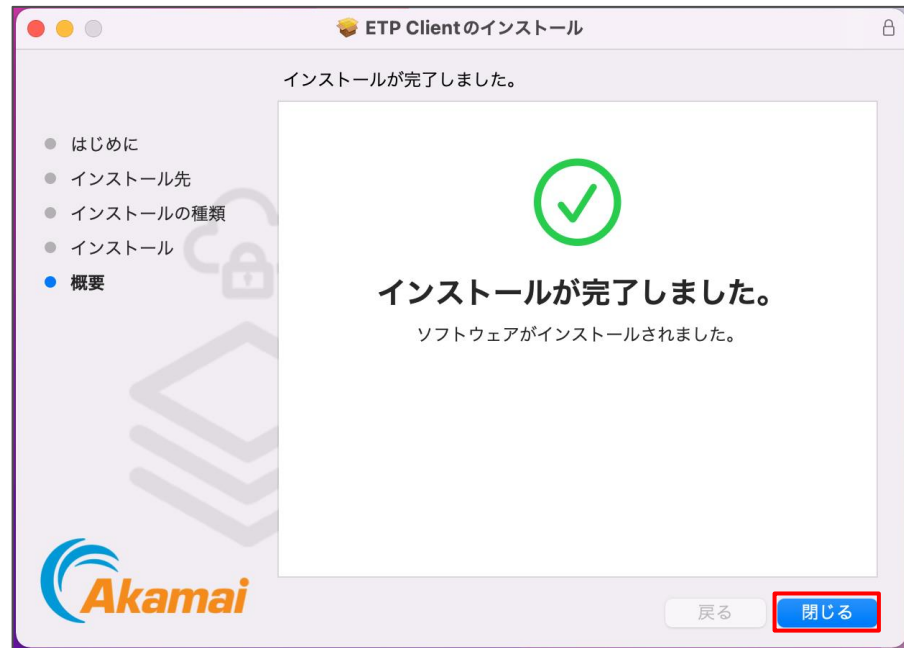 ETP Clientのインストール
インストールが完了しました。
はじめに
インストール先
インストールの種類
インストール
概要
インストールが完了しました。
ソフトウェアがインストールされました。
Akamai
戻る
閉じる